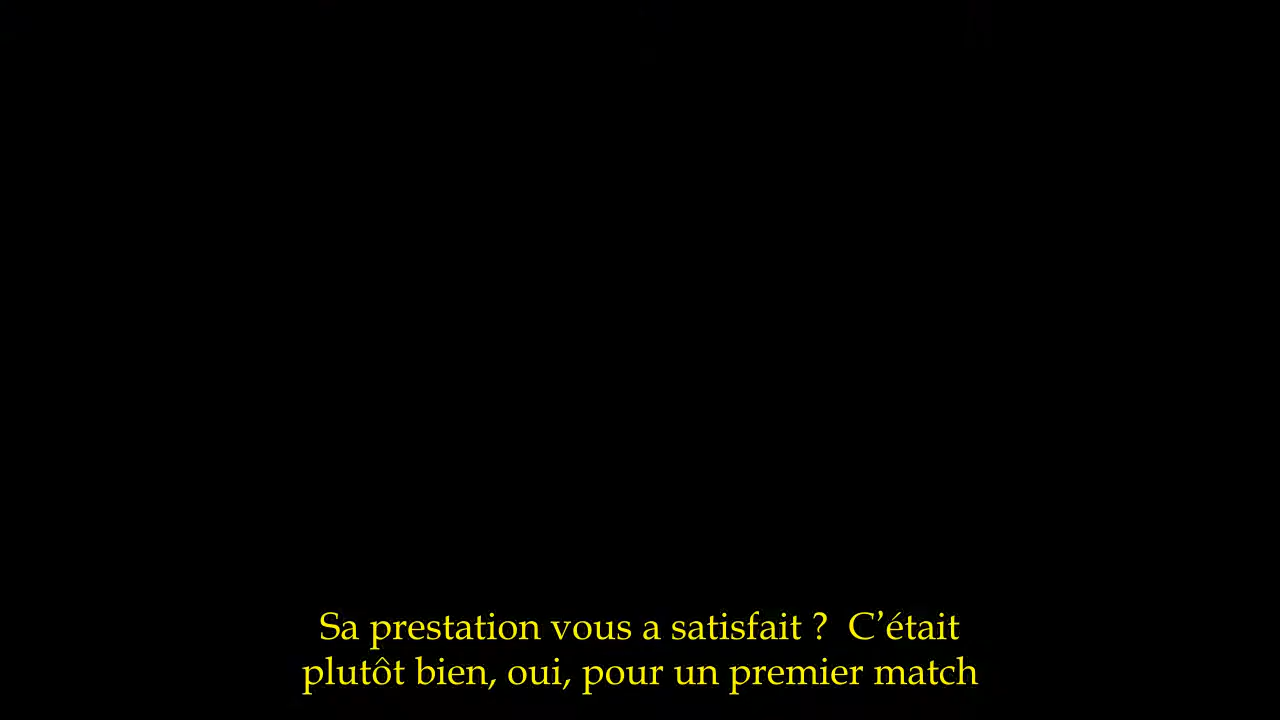 Sa prestation vous a satisfait ?  C’était
plutôt bien, oui, pour un premier match